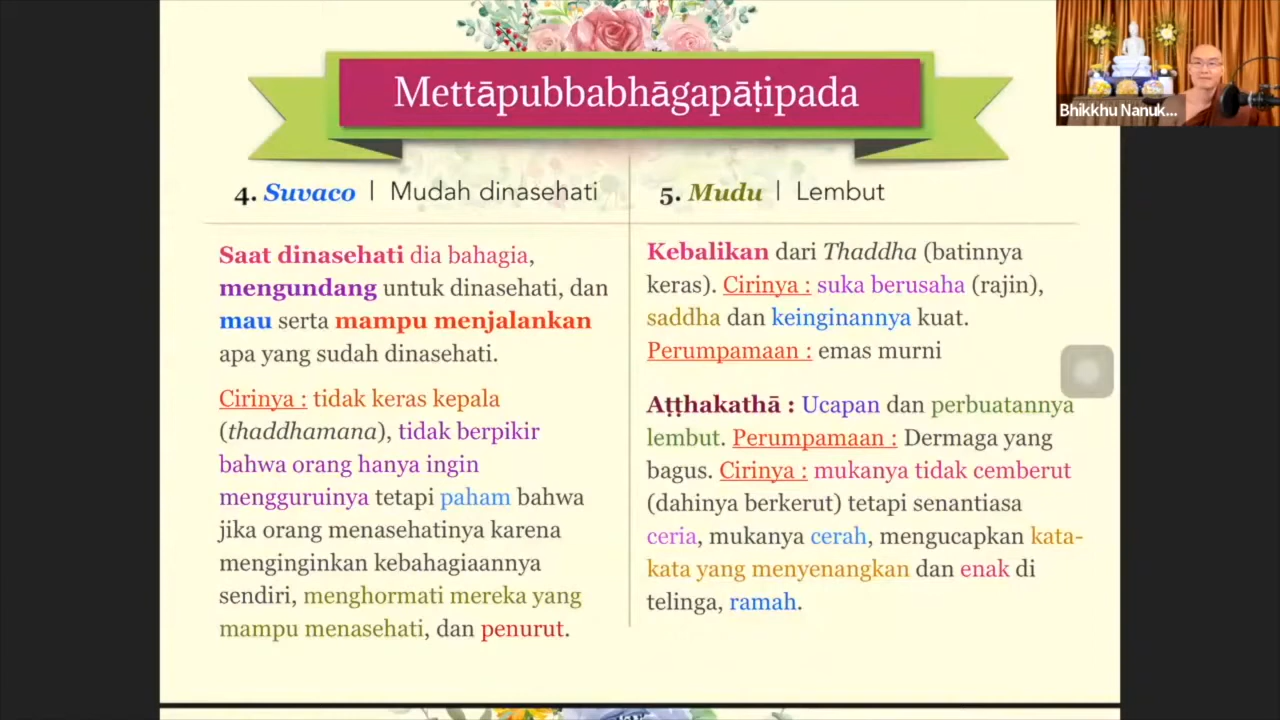 Mettāpubbabhāgapāṭipada
Bhikkhu Nanuk...
4. Suvaco | Mudah dinasehati
Saat dinasehati dia bahagia,
mengundang untuk dinasehati, dan
mau serta mampu menjalankan
apa yang sudah dinasehati.
Cirinya : tidak keras kepala
(thaddhamana), tidak berpikir
bahwa orang hanya ingin
mengguruinya tetapi paham bahwa
jika orang menasehatinya karena
menginginkan kebahagiaannya
sendiri, menghormati mereka yang
mampu menasehati, dan penurut.
5. Mudu | Lembut
Kebalikan dari Thaddha (batinnya
keras). Cirinya : suka berusaha (rajin),
saddha dan keinginannya kuat.
Perumpamaan : emas murni
Aṭṭhakathā : Ucapan dan perbuatannya
lembut. Perumpamaan : Dermaga yang
bagus. Cirinya : mukanya tidak cemberut
(dahinya berkerut) tetapi senantiasa
ceria, mukanya cerah, mengucapkan kata-
kata yang menyenangkan dan enak di
telinga, ramah.